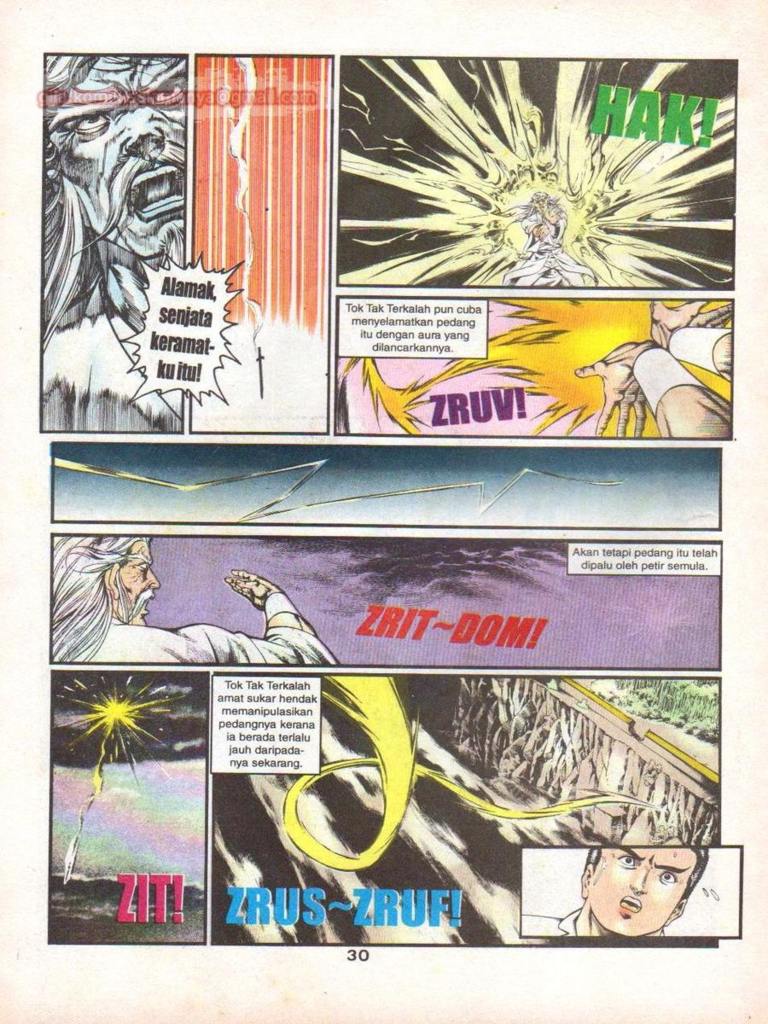 Alamak,
senjata
keramat-
ku itu!
HAK!
Tok Tak Terkalah pun cuba
menyelamatkan pedang
itu dengan aura yang
dilancarkannya.
ZRUV!
Akan tetapi pedang itu telah
dipalu oleh petir semula.
ZRIT~DOM!
ZIT!
Tok Tak Terkalah
amat sukar hendak
memanipulasikan
pedangnya kerana
ia berada terlalu
jauh daripada-
nya sekarang.
ZRUS~ZRUF!
30